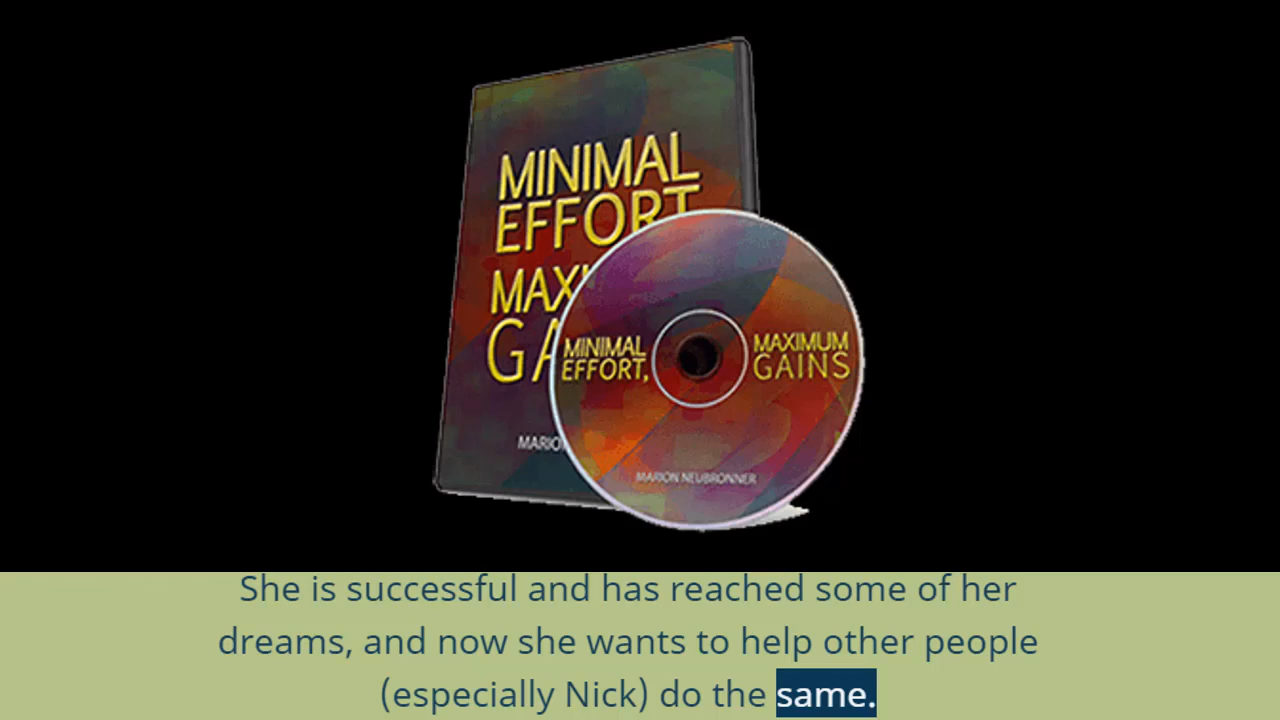 MINIMAL
EFFORT
MAXI
GA
MARIO
MINIMAL
EFFORT,
MAXIMUM
GAINS
MARION NEUBRONNER
She is successful and has reached some of her
dreams, and now she wants to help other people
(especially Nick) do the same.